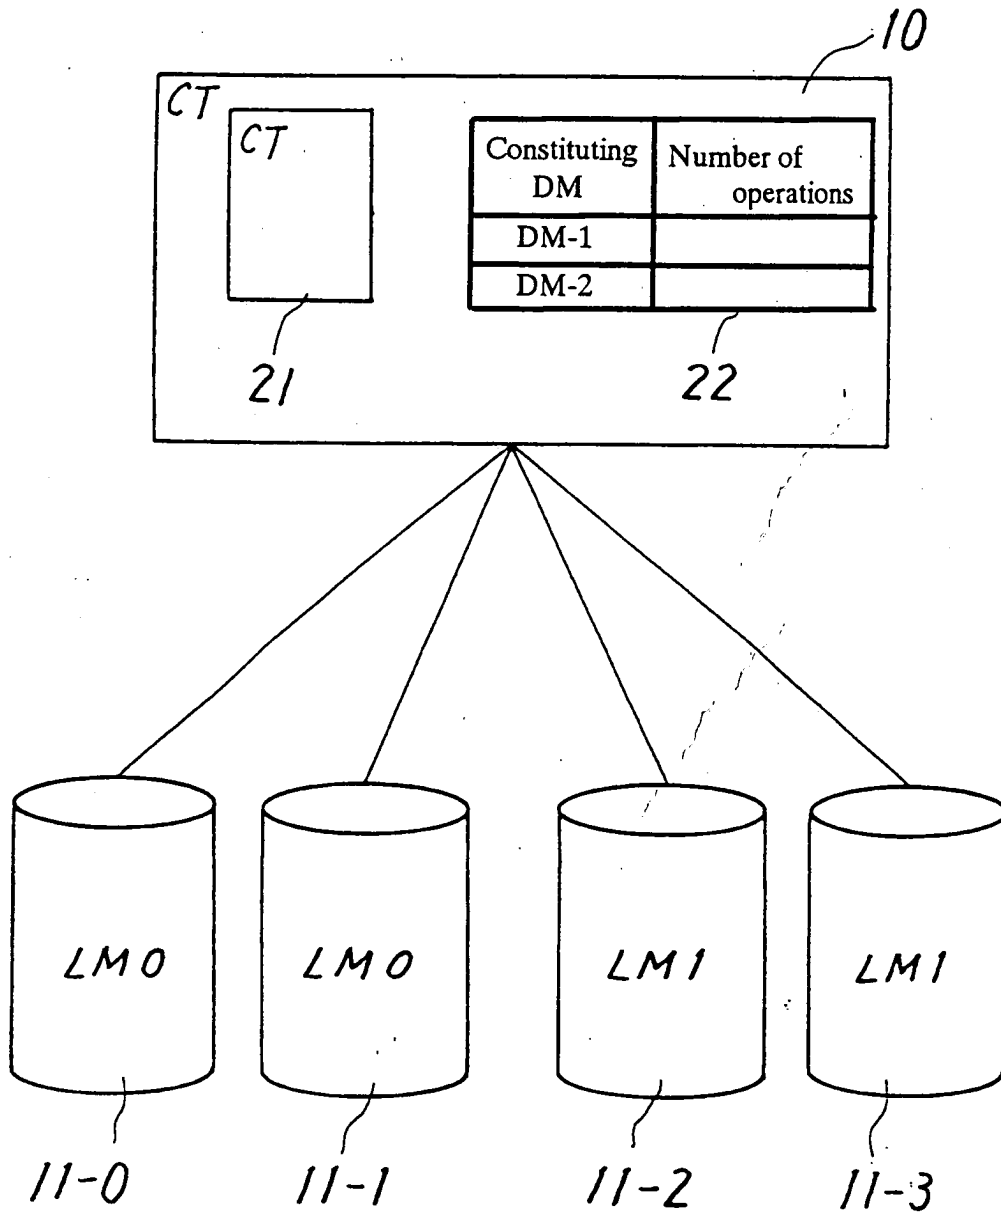 10
CT
CT
Constituting DM
Number of operations
DM-1
DM-2
21
22
LM0
LM0
LM1
LM1
11-0
11-1
11-2
11-3